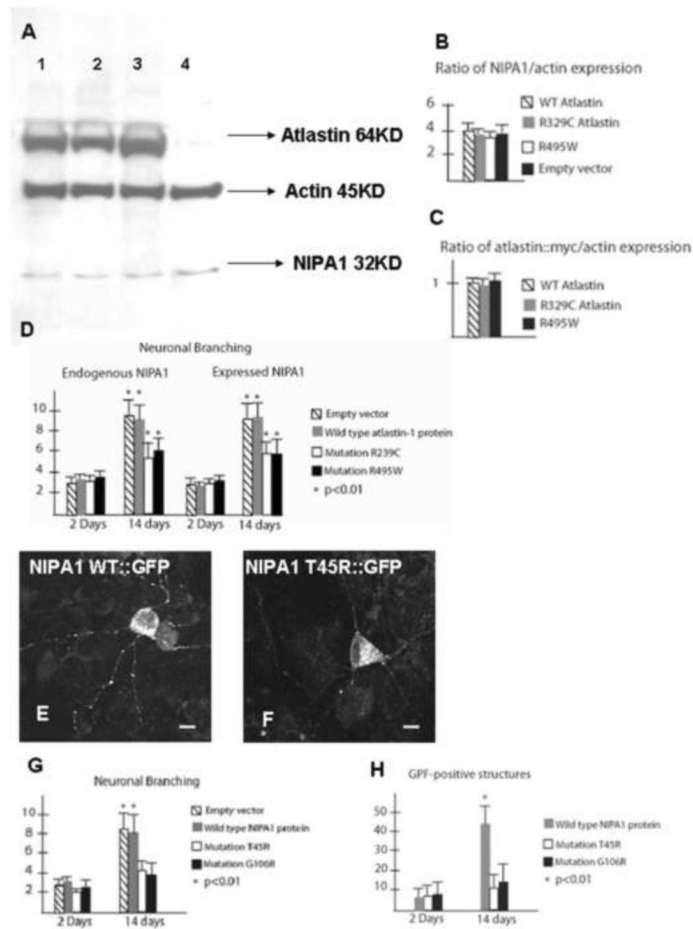 A
1 2 3 4
Atlastin 64KD
Actin 45KD
NIPA1 32KD
B
Ratio of NIPA1/actin expression
6
4
2
WT Atlastin
R329C Atlastin
R495W
Empty vector
C
Ratio of atlastin::myc/actin expression
1
WT Atlastin
R329C Atlastin
R495W
D
Neuronal Branching
Endogenous NIPA1 Expressed NIPA1
10
8
6
4
2
* * * * * * * *
2 Days 14 days 2 Days 14 days
Empty vector
Wild type atlastin-1 protein
Mutation R239C
Mutation R495W
* p<0.01
NIPA1 WT::GFP
E
NIPA1 T45R::GFP
F
G
Neuronal Branching
10
8
6
4
2
* *
2 Days 14 days
Empty vector
Wild type NIPA1 protein
Mutation T45R
Mutation G106R
* p<0.01
H
GPF-positive structures
50
40
30
20
10
*
2 Days 14 days
Wild type NIPA1 protein
Mutation T45R
Mutation G106R
* p<0.01